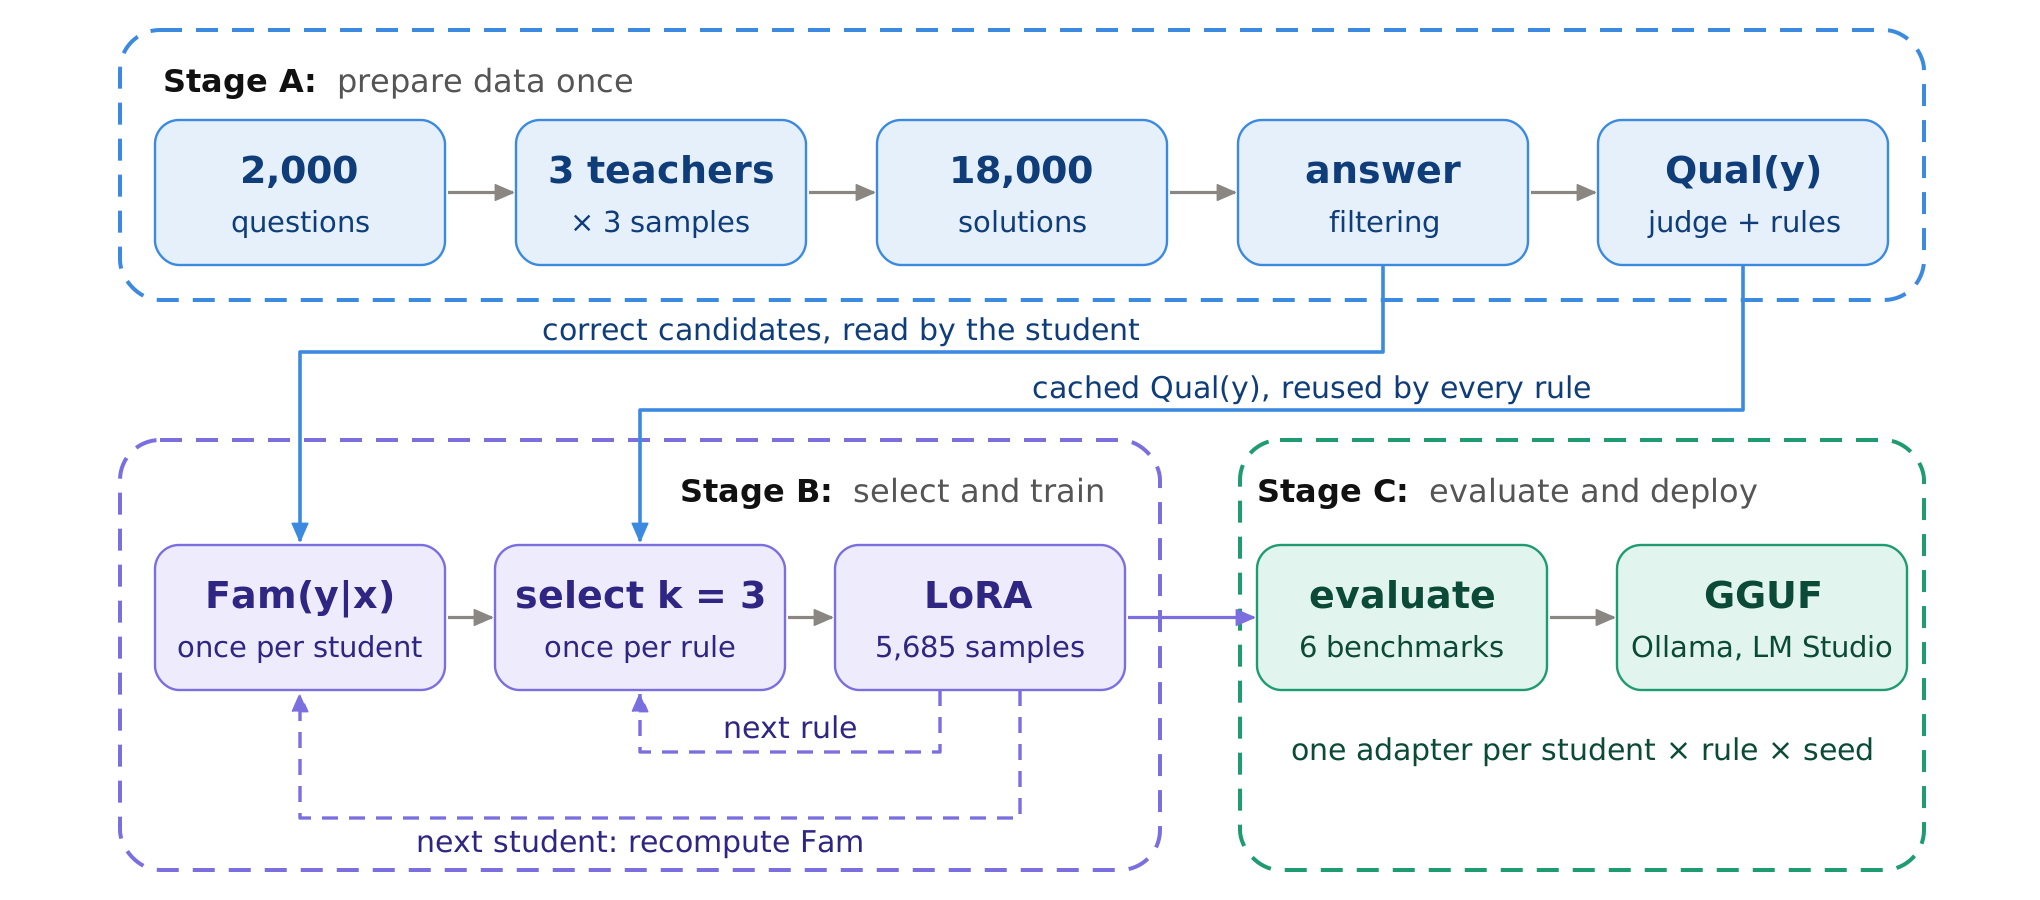 Stage A: prepare data once
2,000
questions
3 teachers
× 3 samples
18,000
solutions
answer
filtering
Qual(y)
judge + rules
correct candidates, read by the student
cached Qual(y), reused by every rule
Stage B: select and train
Fam(y|x)
once per student
select k = 3
once per rule
LoRA
5,685 samples
next rule
next student: recompute Fam
Stage C: evaluate and deploy
evaluate
6 benchmarks
GGUF
Ollama, LM Studio
one adapter per student × rule × seed